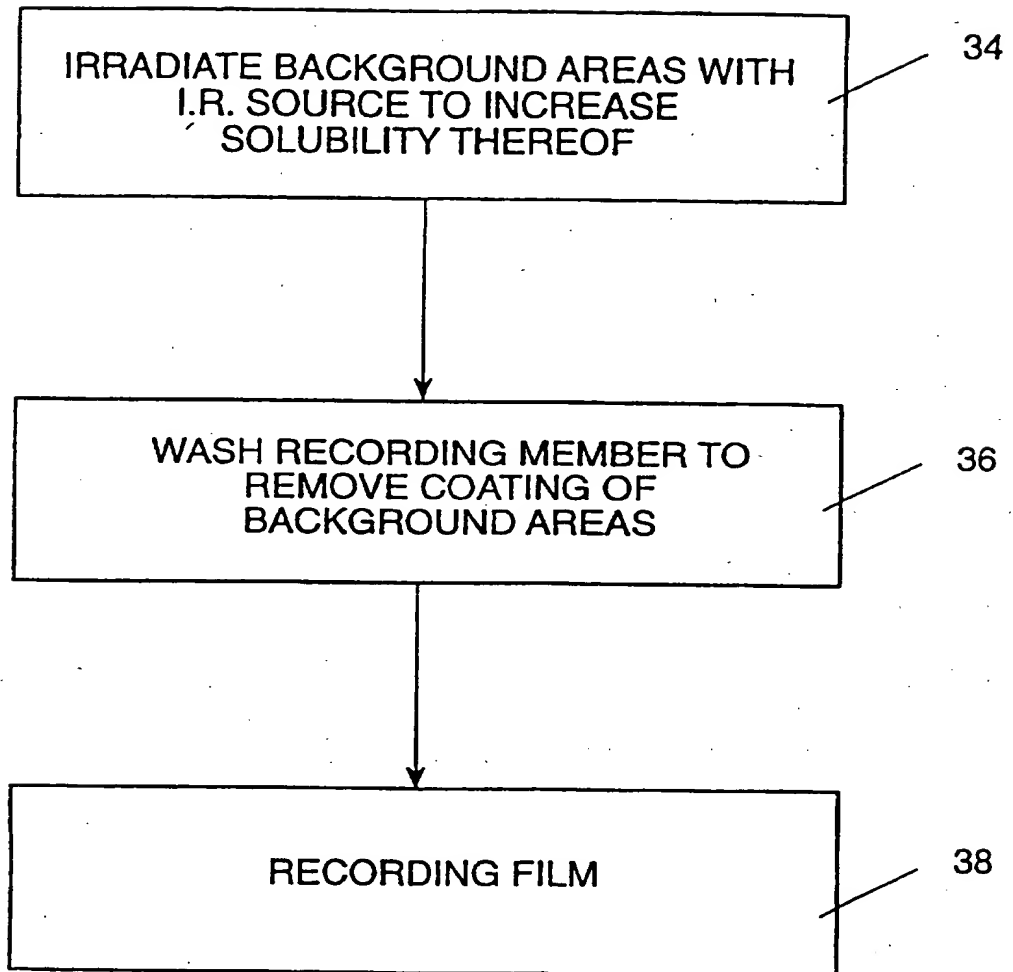 34
IRRADIATE BACKGROUND AREAS WITH
I.R. SOURCE TO INCREASE
SOLUBILITY THEREOF
36
WASH RECORDING MEMBER TO
REMOVE COATING OF
BACKGROUND AREAS
38
RECORDING FILM